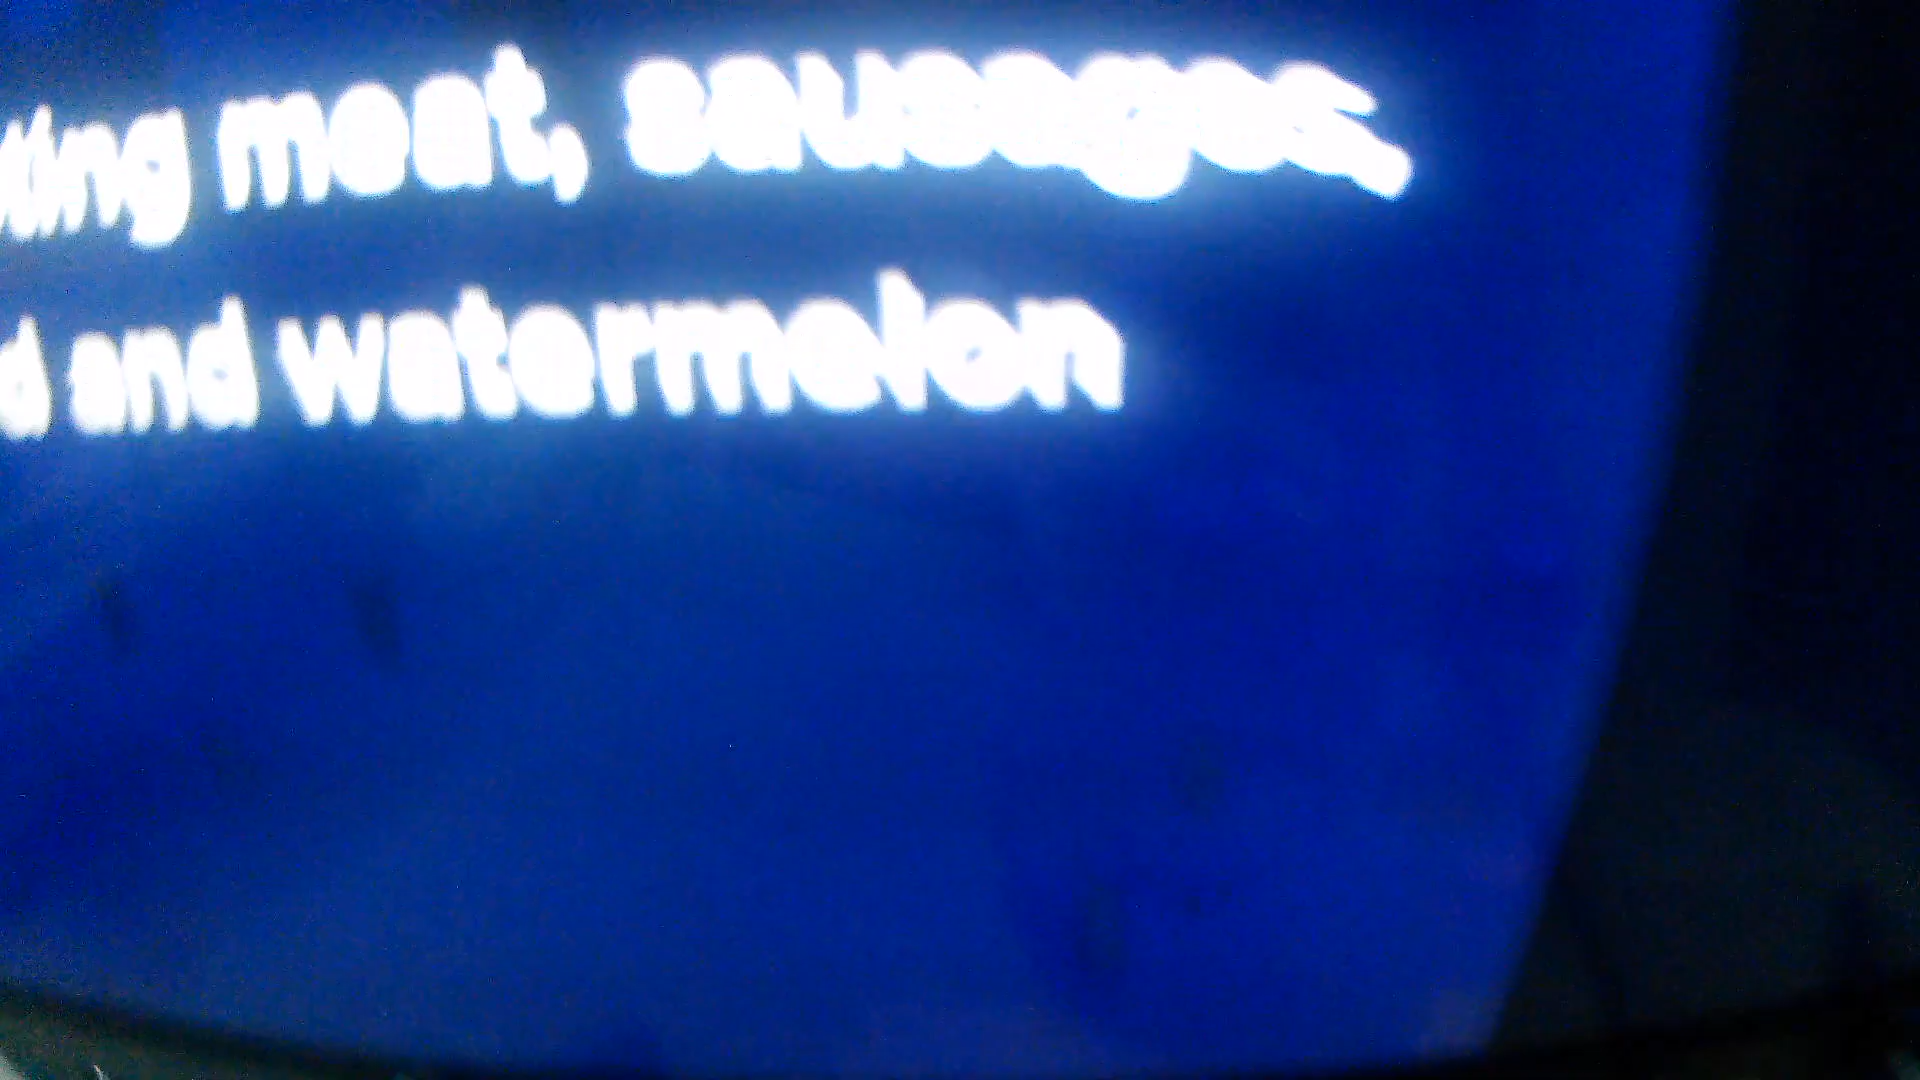 meat, sausages,
and watermelon